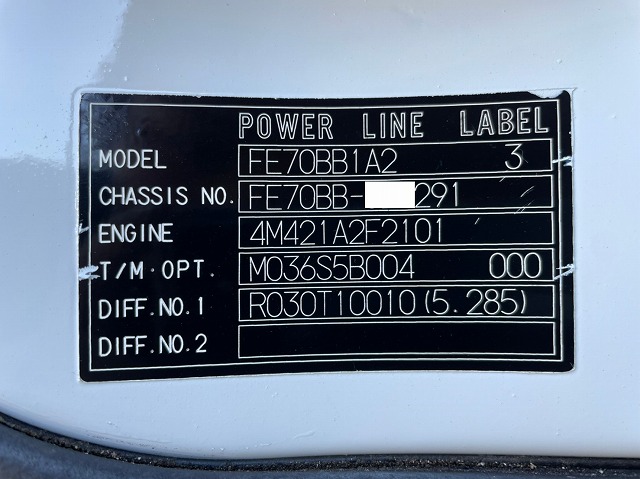 POWER LINE LABEL
MODEL FE70BB1A2 3
CHASSIS NO. FE70BB- 291
ENGINE 4M421A2F2101
T/M·OPT. M036S5B004 000
DIFF.NO.1 R030T10010(5.285)
DIFF.NO.2